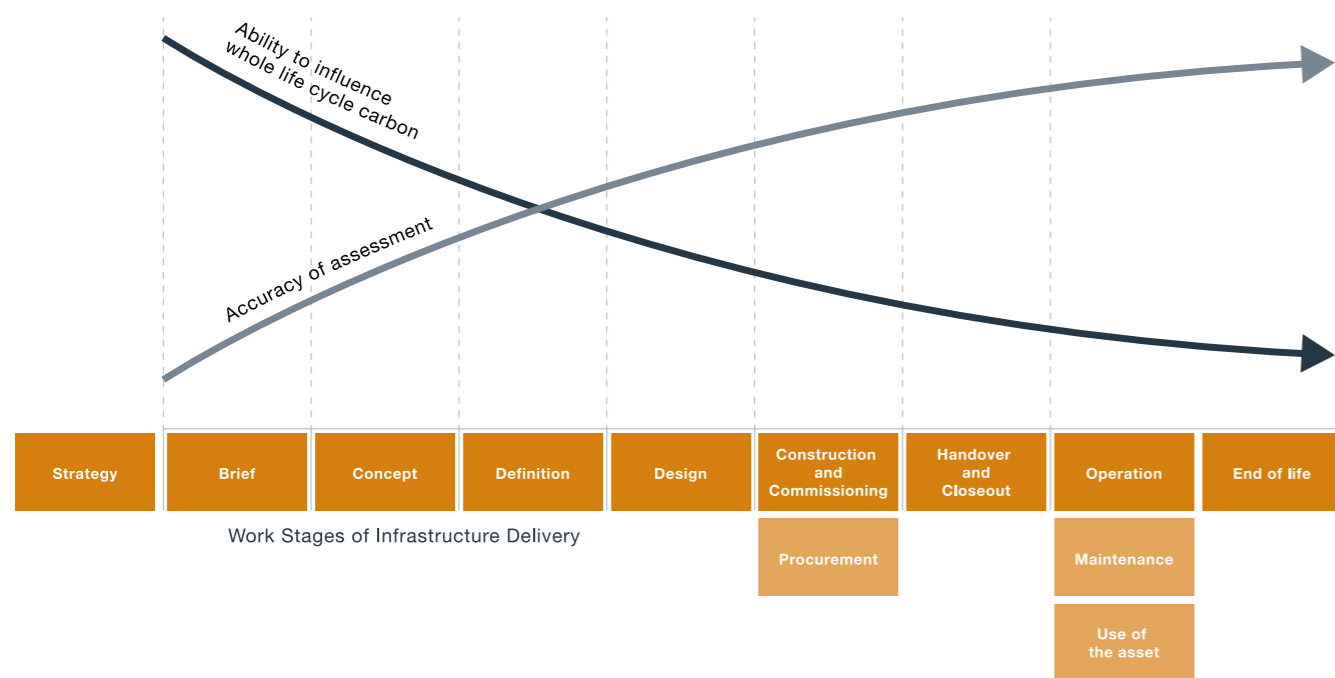 Ability to influence
whole life cycle carbon
Accuracy of assessment
Strategy
Brief
Concept
Definition
Design
Construction
and
Commissioning
Handover
and
Closeout
Operation
End of life
Work Stages of Infrastructure Delivery
Procurement
Maintenance
Use of
the asset